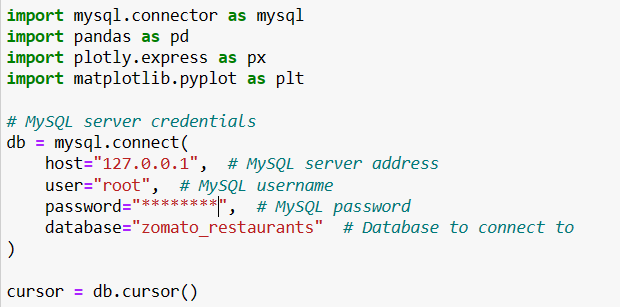 import mysql.connector as mysql
import pandas as pd
import plotly.express as px
import matplotlib.pyplot as plt
# MySQL server credentials
db = mysql.connect(
host="127.0.0.1",  # MySQL server address
user="root",  # MySQL username
password="********",  # MySQL password
database="zomato_restaurants"  # Database to connect to
)
cursor = db.cursor()